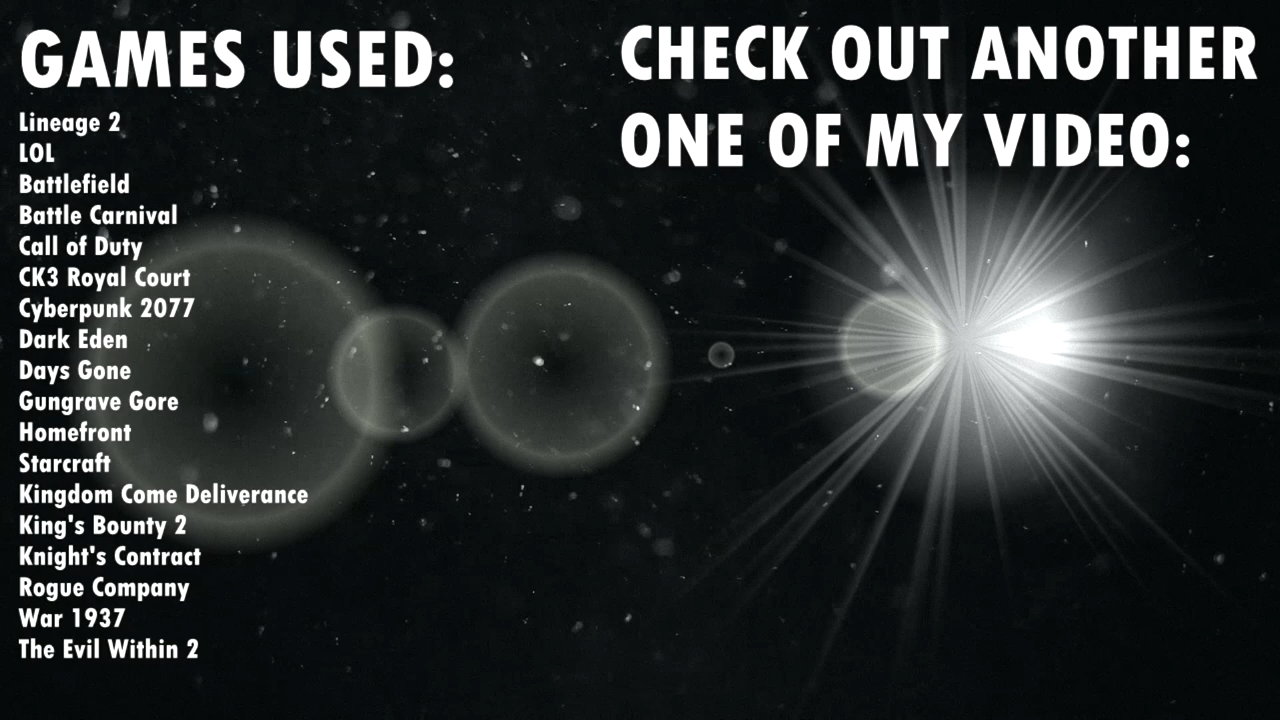 GAMES USED:
Lineage 2
LOL
Battlefield
Battle Carnival
Call of Duty
CK3 Royal Court
Cyberpunk 2077
Dark Eden
Days Gone
Gungrave Gore
Homefront
Starcraft
Kingdom Come Deliverance
King's Bounty 2
Knight's Contract
Rogue Company
War 1937
The Evil Within 2
CHECK OUT ANOTHER
ONE OF MY VIDEO: